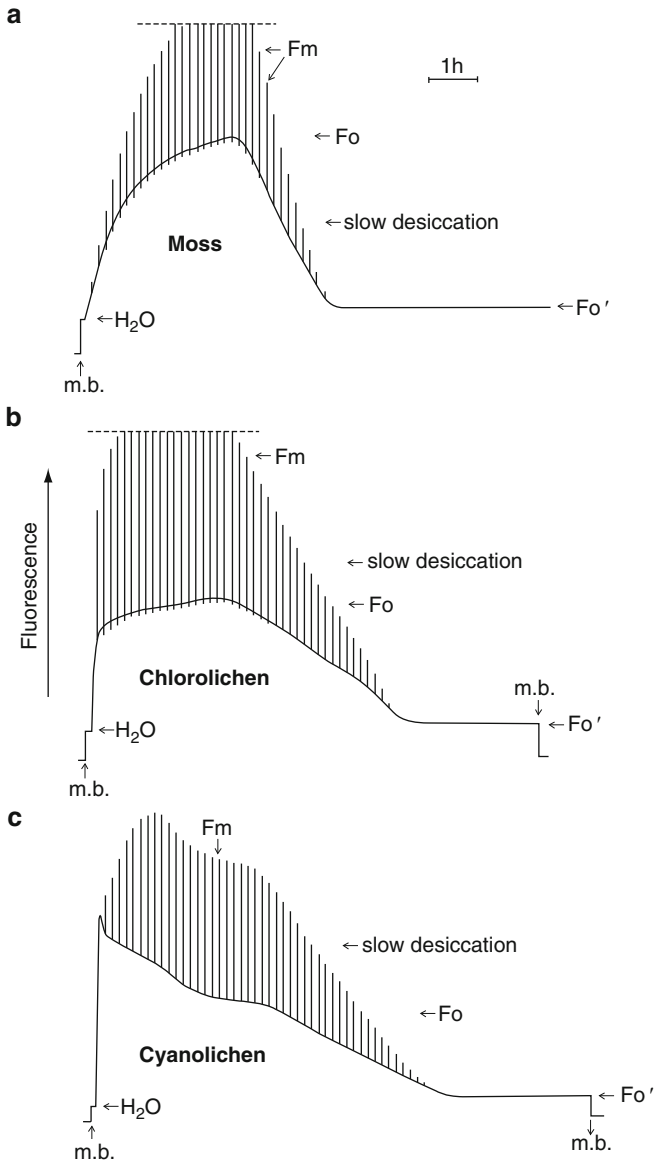 a
Fm
1h
Fo
slow desiccation
Moss
H₂O
Fo′
m.b.
b
Fm
Fluorescence
slow desiccation
Fo
Chlorolichen
m.b.
H₂O
Fo′
m.b.
c
Fm
slow desiccation
Fo
Cyanolichen
H₂O
Fo′
m.b.
m.b.